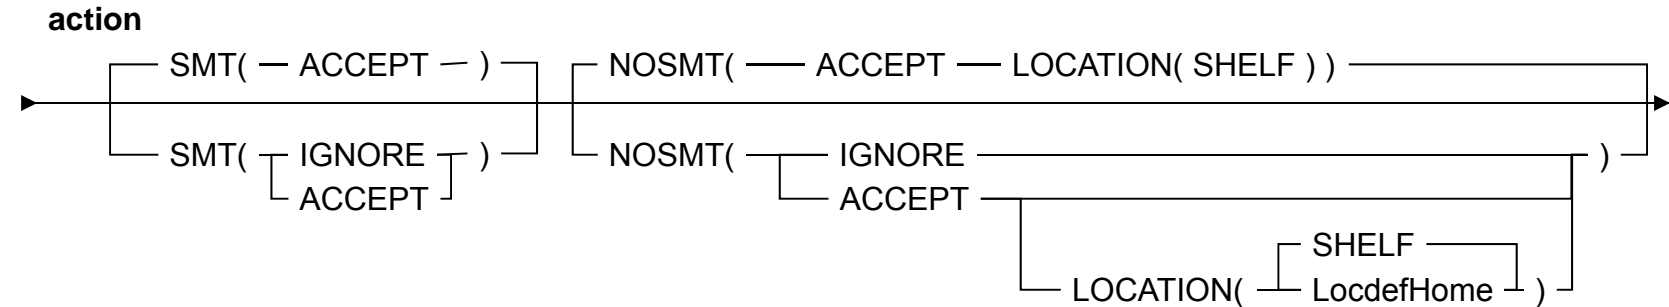 action
SMT( ACCEPT ) NOSMT( ACCEPT LOCATION( SHELF ) )
SMT( IGNORE ) NOSMT( IGNORE )
ACCEPT ACCEPT
SHELF
LOCATION( LocdefHome )